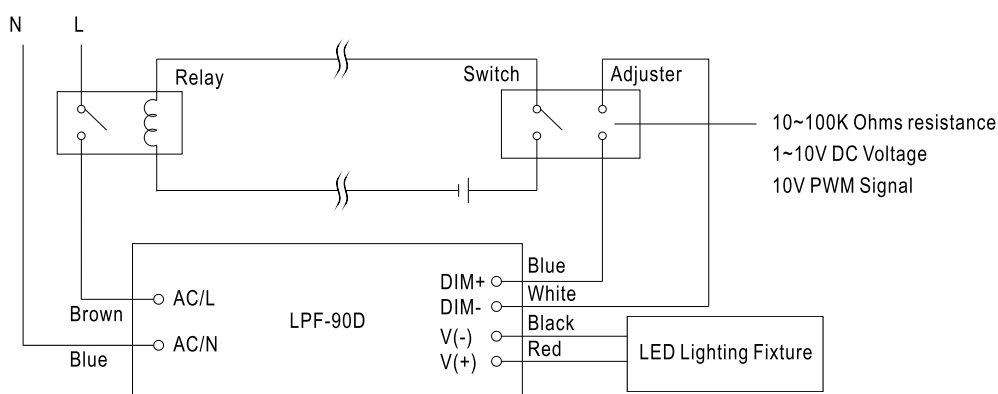 N
L
Relay
Switch
Adjuster
10~100K Ohms resistance
1~10V DC Voltage
10V PWM Signal
Brown
Blue
AC/L
AC/N
LPF-90D
DIM+
DIM-
V(-)
V(+)
Blue
White
Black
Red
LED Lighting Fixture